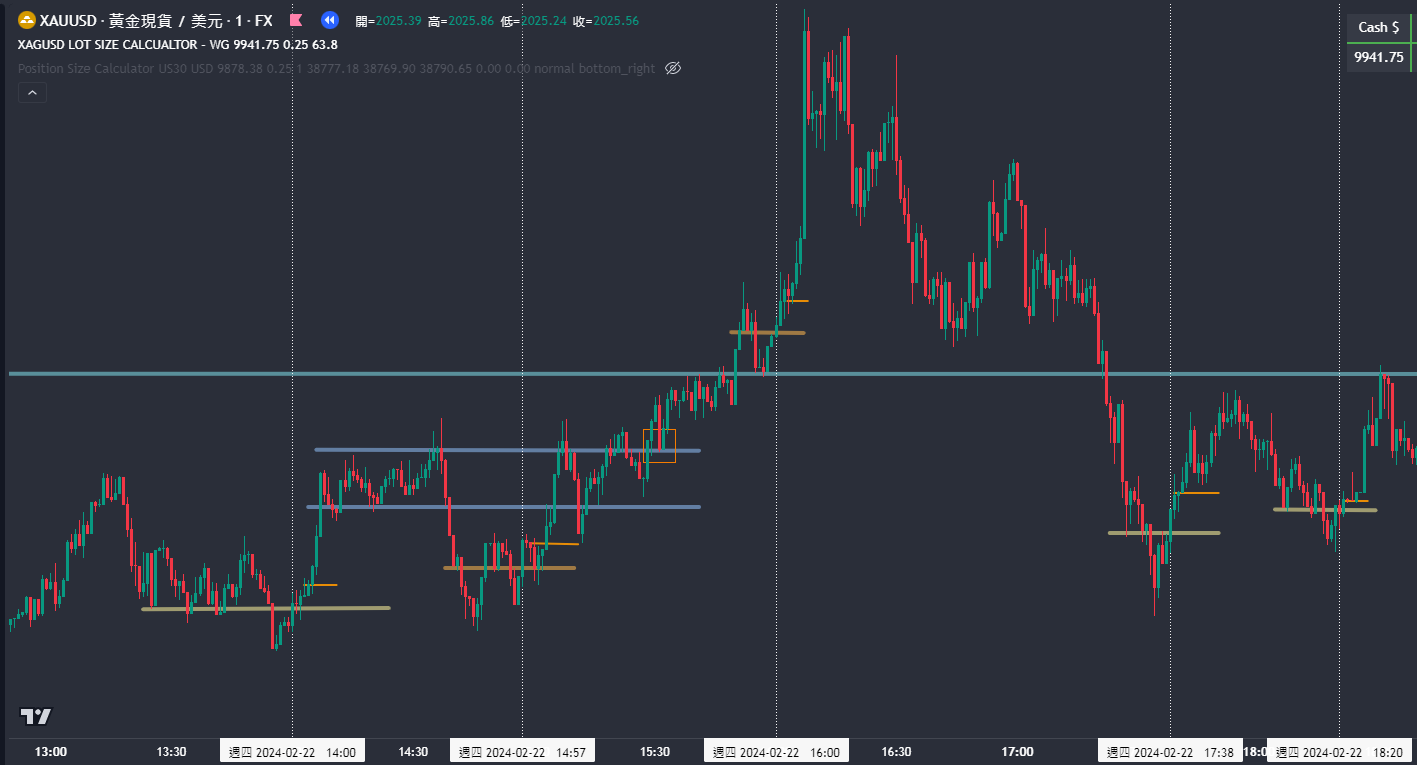 XAUUSD · 黃金現貨 / 美元 · 1 · FX 開=2025.39 高=2025.86 低=2025.24 收=2025.56
XAGUSD LOT SIZE CALCUALTOR - WG 9941.75 0.25 63.8
Position Size Calculator US30 USD 9878.38 0.25 1 38777.18 38769.90 38790.65 0.00 0.00 normal bottom_right
Cash $
9941.75
13:00 13:30 週四 2024-02-22 14:00 14:30 週四 2024-02-22 14:57 15:30 週四 2024-02-22 16:00 16:30 17:00 週四 2024-02-22 17:38 18:0 週四 2024-02-22 18:20